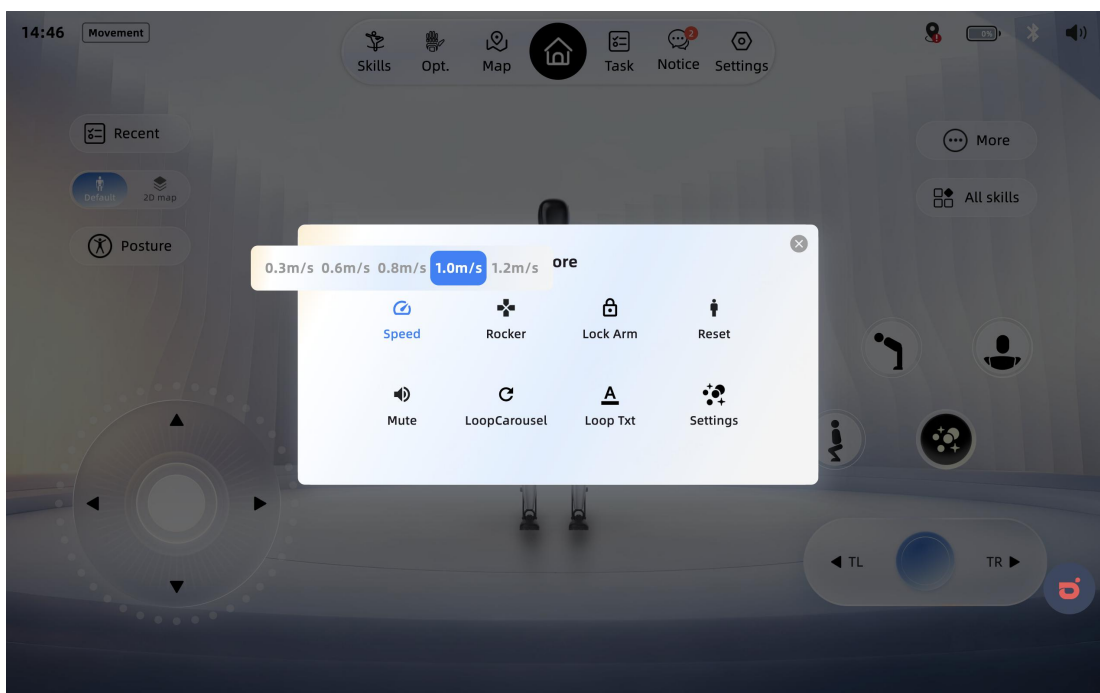 14:46 Movement
Skills Opt. Map Task Notice Settings
2
0%
Recent
Default 2D map
Posture
More
All skills
ore
0.3m/s 0.6m/s 0.8m/s 1.0m/s 1.2m/s
Speed Rocker Lock Arm Reset
Mute LoopCarousel Loop Txt Settings
TL TR